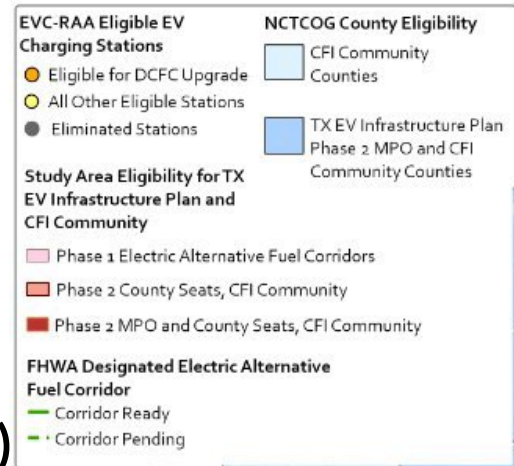 EVC-RAA Eligible EV
Charging Stations
Eligible for DCFC Upgrade
All Other Eligible Stations
Eliminated Stations
Study Area Eligibility for TX
EV Infrastructure Plan and
CFI Community
Phase 1 Electric Alternative Fuel Corridors
Phase 2 County Seats, CFI Community
Phase 2 MPO and County Seats, CFI Community
FHWA Designated Electric Alternative
Fuel Corridor
Corridor Ready
Corridor Pending
NCTCOG County Eligibility
CFI Community
Counties
TX EV Infrastructure Plan
Phase 2 MPO and CFI
Community Counties
)